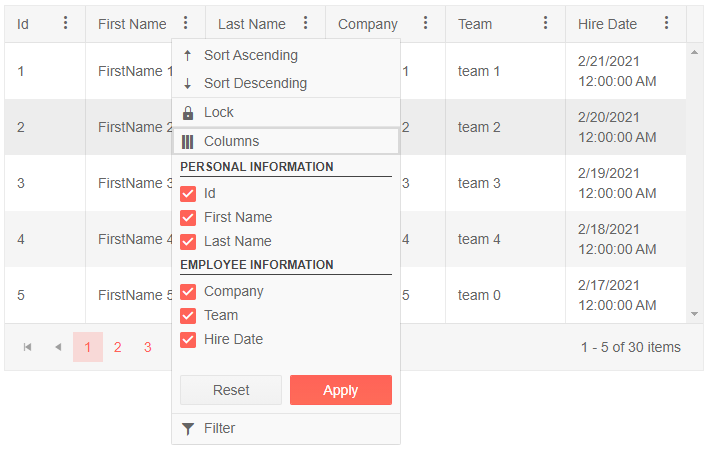 Id First Name Last Name Company Team Hire Date
Sort Ascending
Sort Descending
Lock
Columns
PERSONAL INFORMATION
Id
First Name
Last Name
EMPLOYEE INFORMATION
Company
Team
Hire Date
Reset Apply
Filter
1 FirstName 1 1 team 1 2/21/2021
12:00:00 AM
2 FirstName 2 2 team 2 2/20/2021
12:00:00 AM
3 FirstName 3 3 team 3 2/19/2021
12:00:00 AM
4 FirstName 4 4 team 4 2/18/2021
12:00:00 AM
5 FirstName 5 5 team 0 2/17/2021
12:00:00 AM
1 2 3 1 - 5 of 30 items